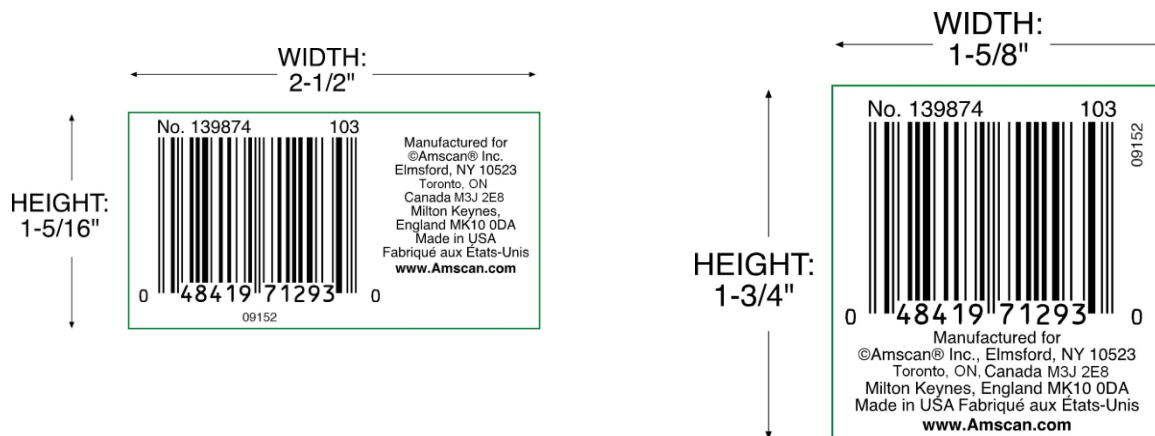 WIDTH:
2-1/2"
HEIGHT:
1-5/16"
No. 139874 103
0 48419 71293 0
09152
Manufactured for
©Amscan® Inc.
Elmsford, NY 10523
Toronto, ON
Canada M3J 2E8
Milton Keynes,
England MK10 0DA
Made in USA
Fabriqué aux États-Unis
www.Amscan.com
WIDTH:
1-5/8"
HEIGHT:
1-3/4"
No. 139874 103
09152
0 48419 71293 0
Manufactured for
©Amscan® Inc., Elmsford, NY 10523
Toronto, ON, Canada M3J 2E8
Milton Keynes, England MK10 0DA
Made in USA Fabriqué aux États-Unis
www.Amscan.com